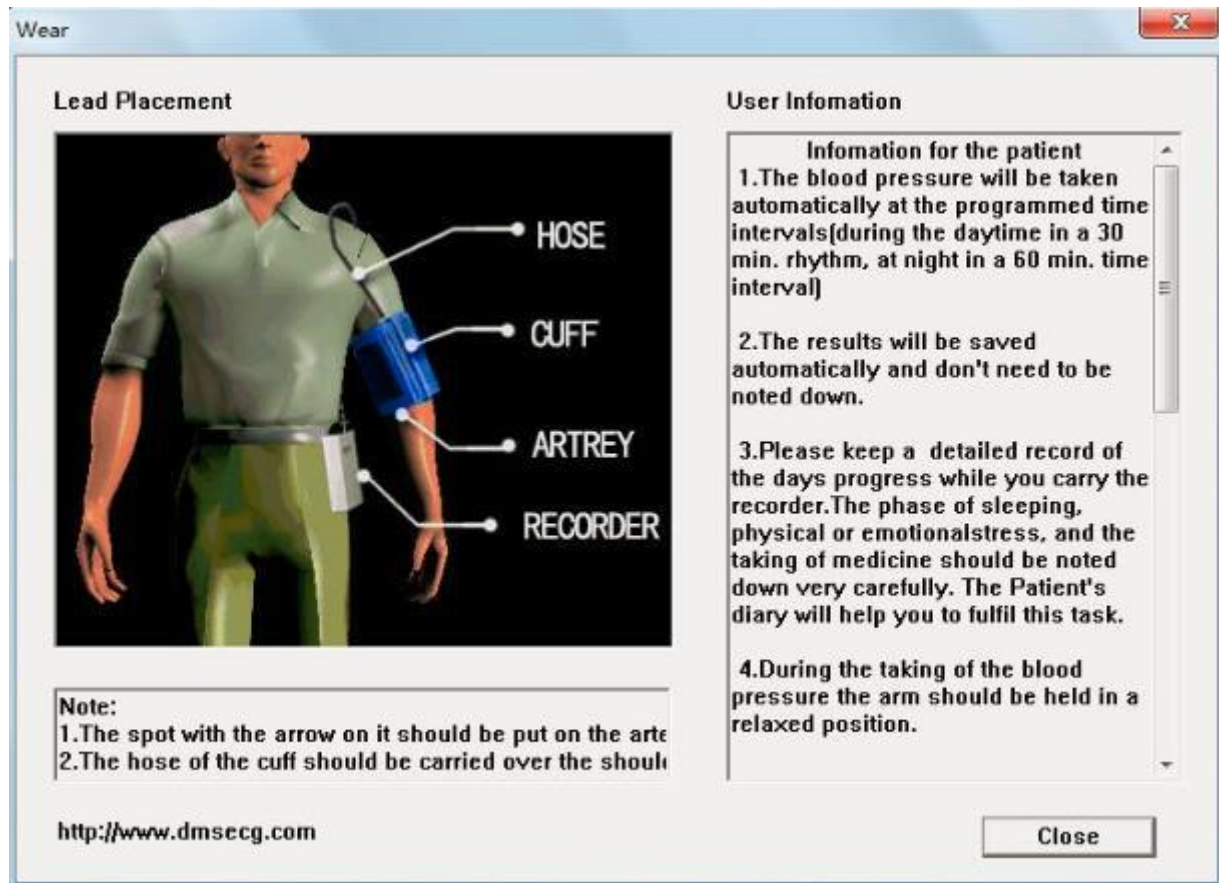 Wear
Lead Placement
HOSE
CUFF
ARTREY
RECORDER
Note:
1.The spot with the arrow on it should be put on the arte
2.The hose of the cuff should be carried over the should
http://www.dmsecg.com
User Infomation
Infomation for the patient
1.The blood pressure will be taken
automatically at the programmed time
intervals(during the daytime in a 30
min. rhythm, at night in a 60 min. time
interval)
2.The results will be saved
automatically and don't need to be
noted down.
3.Please keep a detailed record of
the days progress while you carry the
recorder.The phase of sleeping,
physical or emotionalstress, and the
taking of medicine should be noted
down very carefully. The Patient's
diary will help you to fulfil this task.
4.During the taking of the blood
pressure the arm should be held in a
relaxed position.
Close